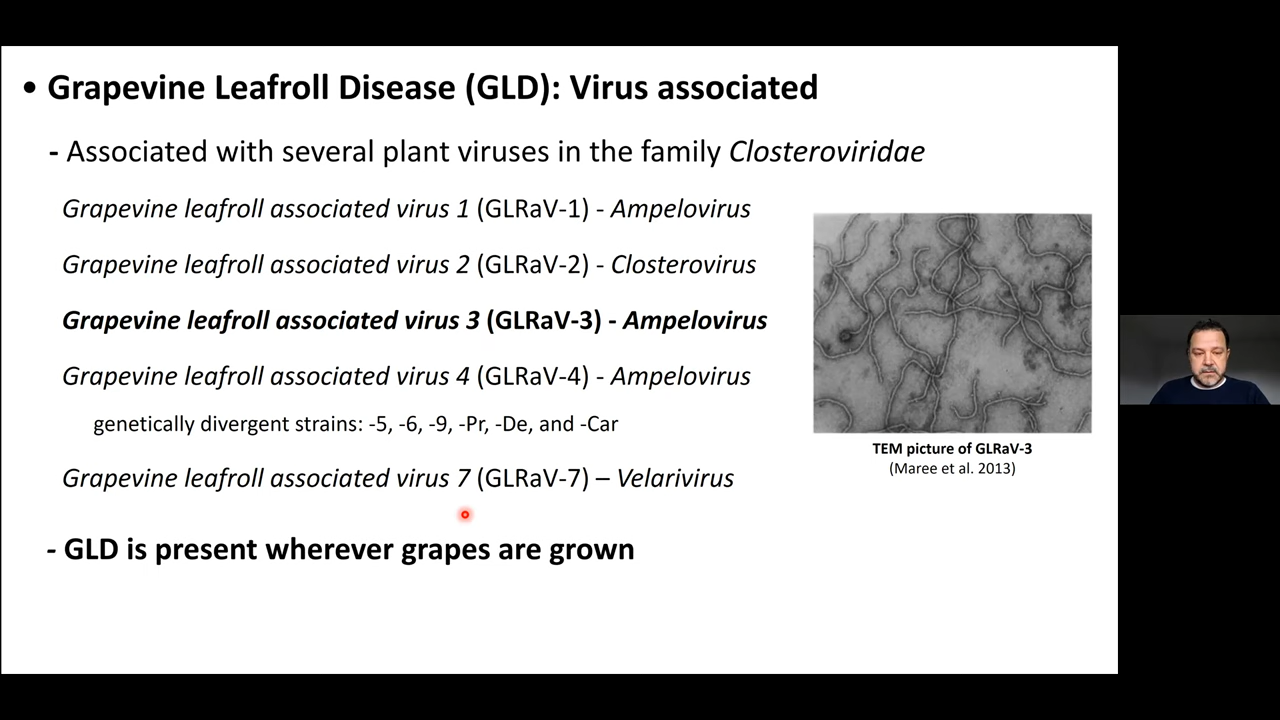 • Grapevine Leafroll Disease (GLD): Virus associated
- Associated with several plant viruses in the family Closteroviridae
Grapevine leafroll associated virus 1 (GLRaV-1) - Ampelovirus
Grapevine leafroll associated virus 2 (GLRaV-2) - Closterovirus
Grapevine leafroll associated virus 3 (GLRaV-3) - Ampelovirus
Grapevine leafroll associated virus 4 (GLRaV-4) - Ampelovirus
genetically divergent strains: -5, -6, -9, -Pr, -De, and -Car
Grapevine leafroll associated virus 7 (GLRaV-7) – Velarivirus
- GLD is present wherever grapes are grown
TEM picture of GLRaV-3
(Maree et al. 2013)